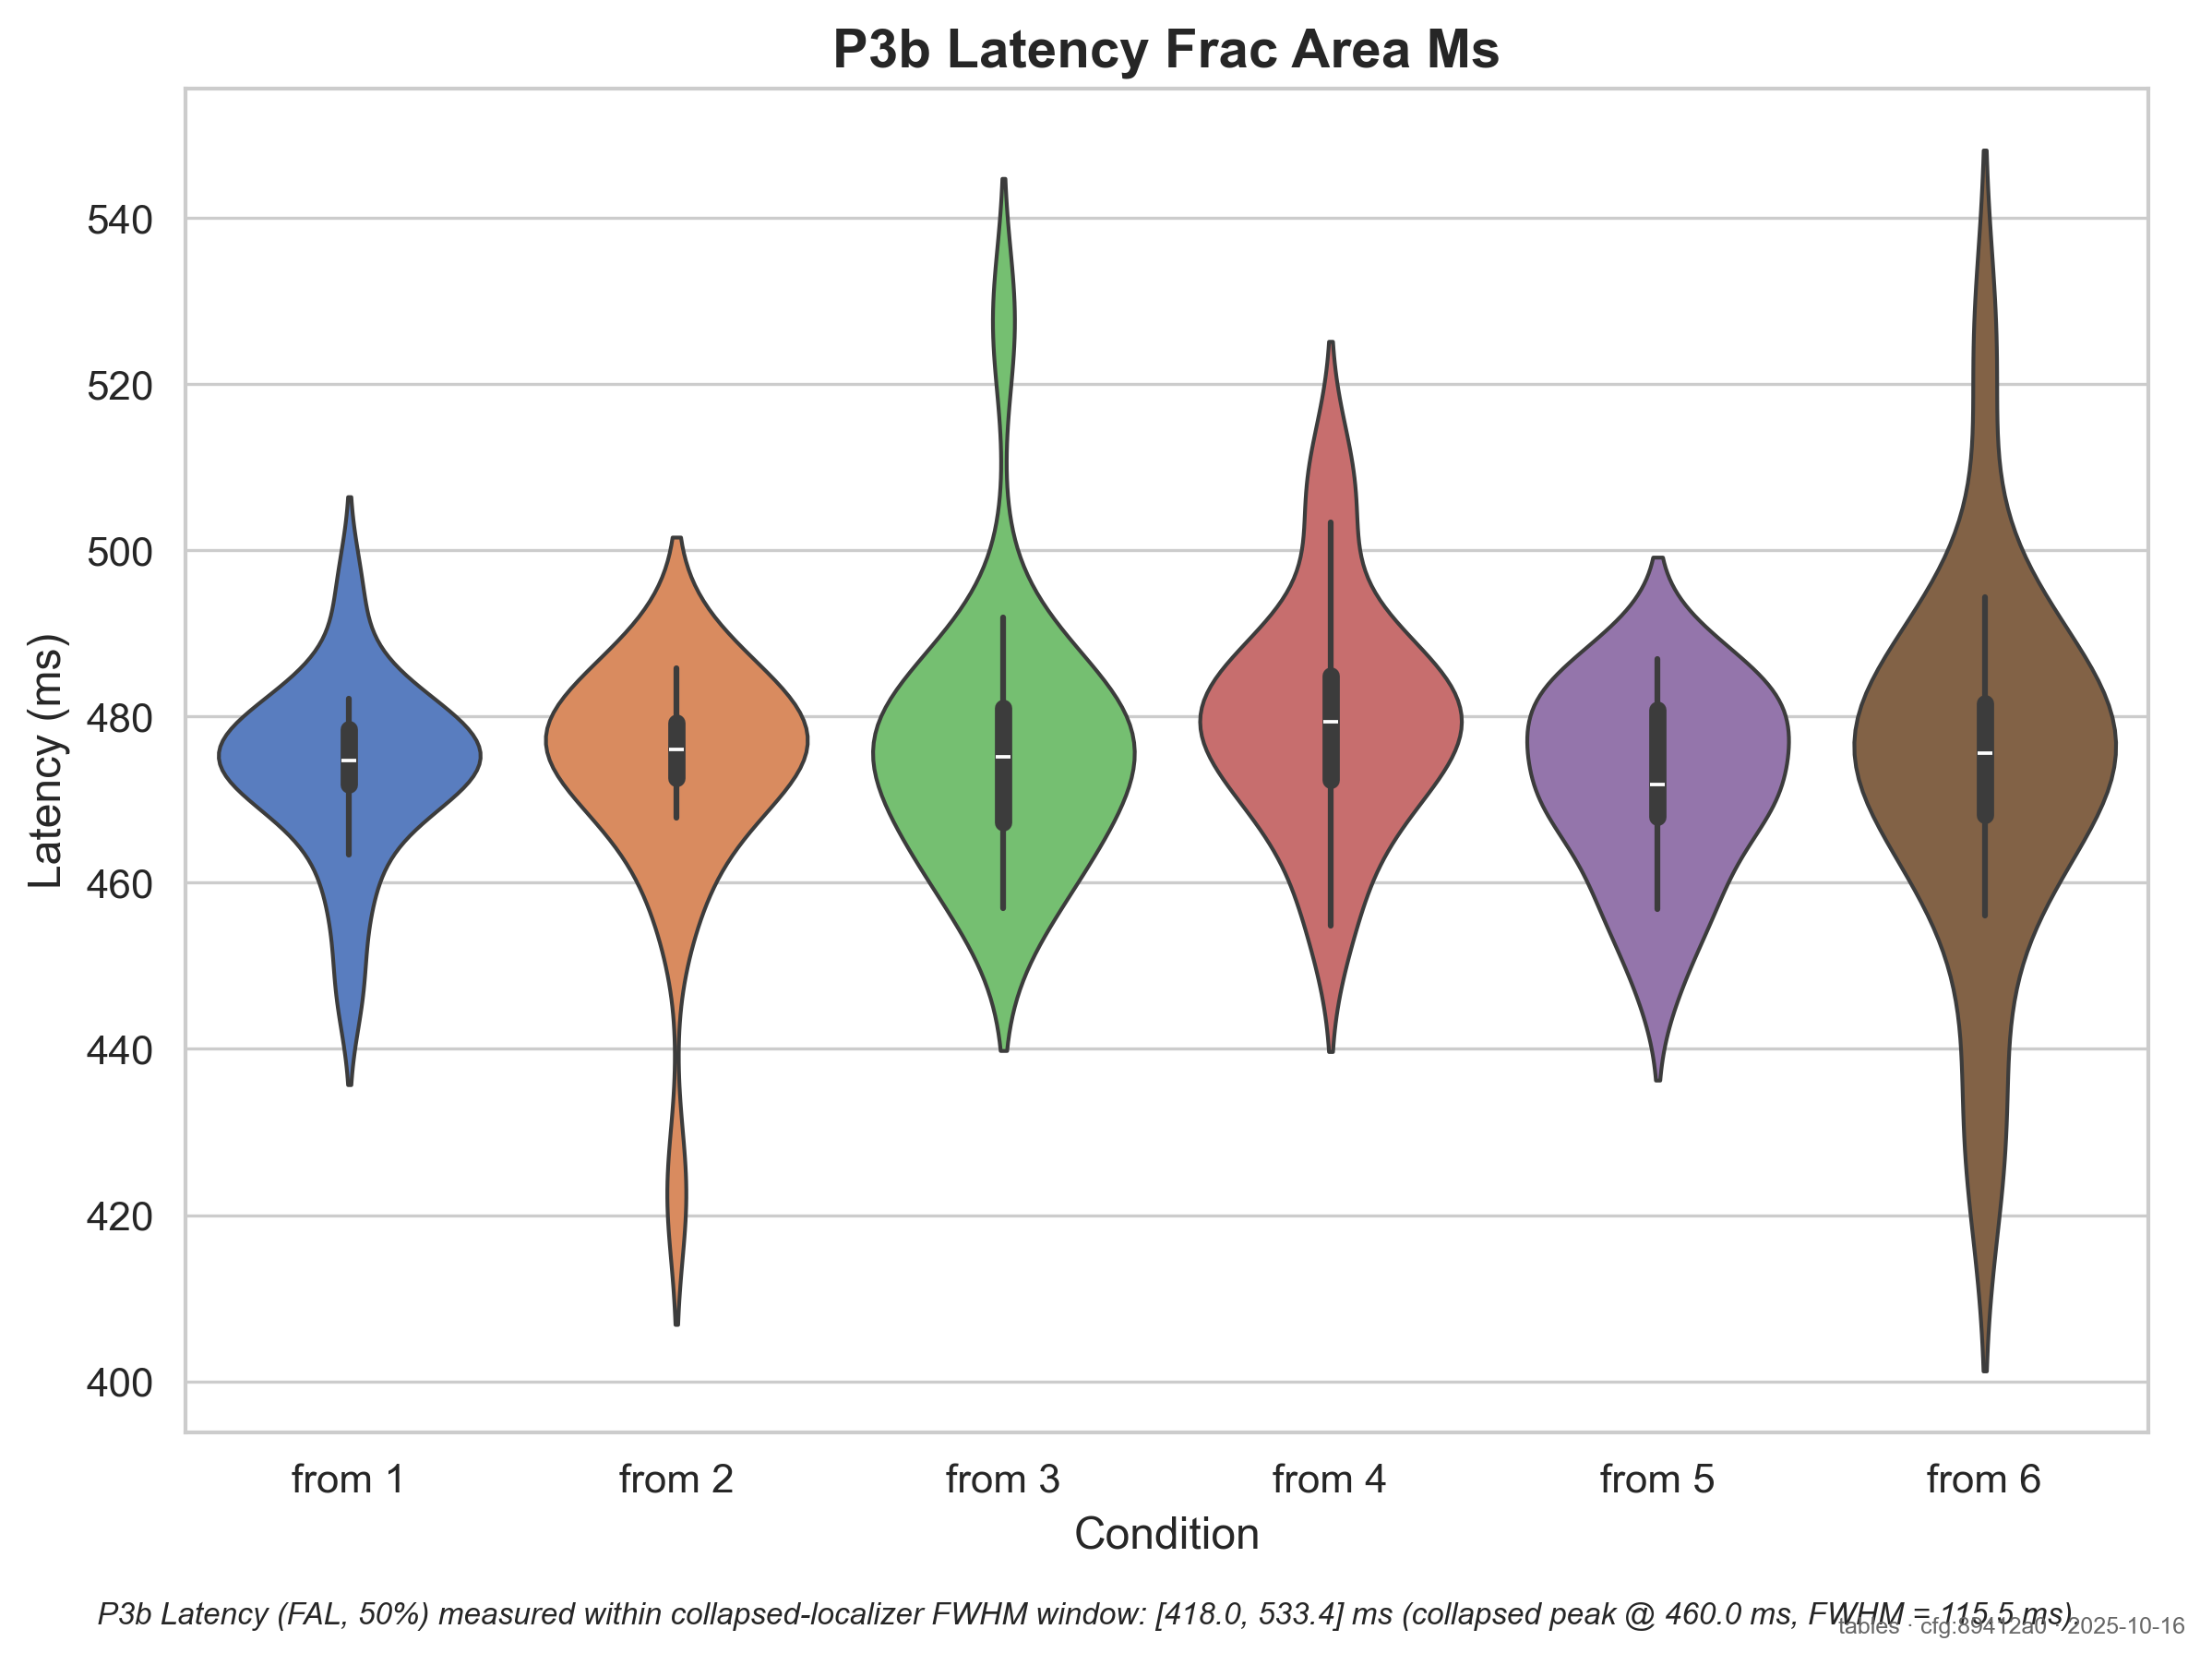 P3b Latency Frac Area Ms
540
520
500
480
460
440
420
400
Latency (ms)
from 1 from 2 from 3 from 4 from 5 from 6
Condition
P3b Latency (FAL, 50%) measured within collapsed-localizer FWHM window: [418.0, 533.4] ms (collapsed peak @ 460.0 ms, FWHM = 115.5 ms).
tables · cfg:89412a0 · 2025-10-16